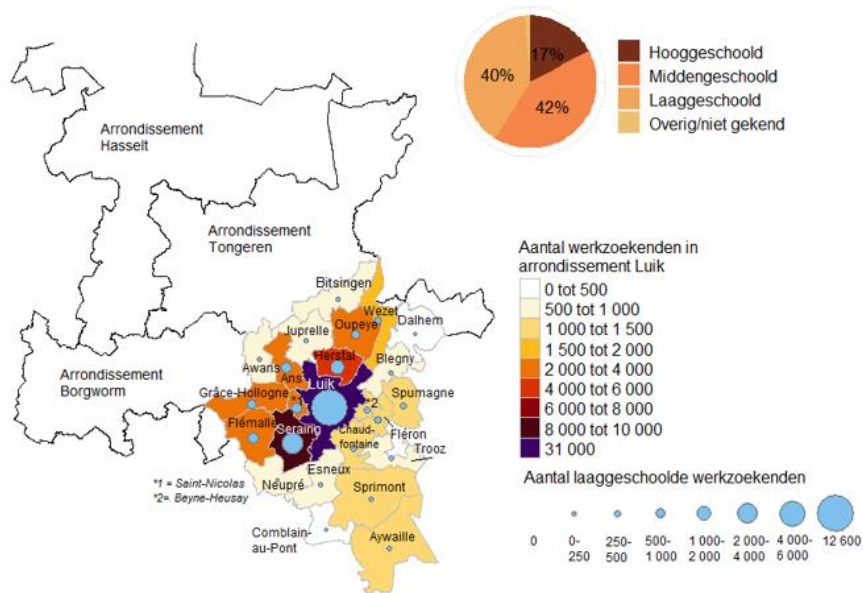 17%
40%
42%
Hooggeschoold
Middengeschoold
Laaggeschoold
Overig/niet gekend
Arrondissement
Hasselt
Arrondissement
Tongeren
Arrondissement
Borgworm
Bitsingen
Wezet
Dalhem
Juprelle
Oupeye
Herstal
Blegny
Awans
Ans
Luik
Grâce-Hollogne
*1
*2
Spumagne
Flémalle
Seraing
Chaud-
fontaine
Fléron
Trooz
Esneux
Neupré
*1 = Saint-Nicolas
*2= Beyne-Heusay
Sprimont
Comblain-
au-Pont
Aywaille
Aantal werkzoekenden in
arrondissement Luik
0 tot 500
500 tot 1 000
1 000 tot 1 500
1 500 tot 2 000
2 000 tot 4 000
4 000 tot 6 000
6 000 tot 8 000
8 000 tot 10 000
31 000
Aantal laaggeschoolde werkzoekenden
0 0- 250- 500- 1 000- 2 000- 4 000- 12 600
250 500 1 000 2 000 4 000 6 000